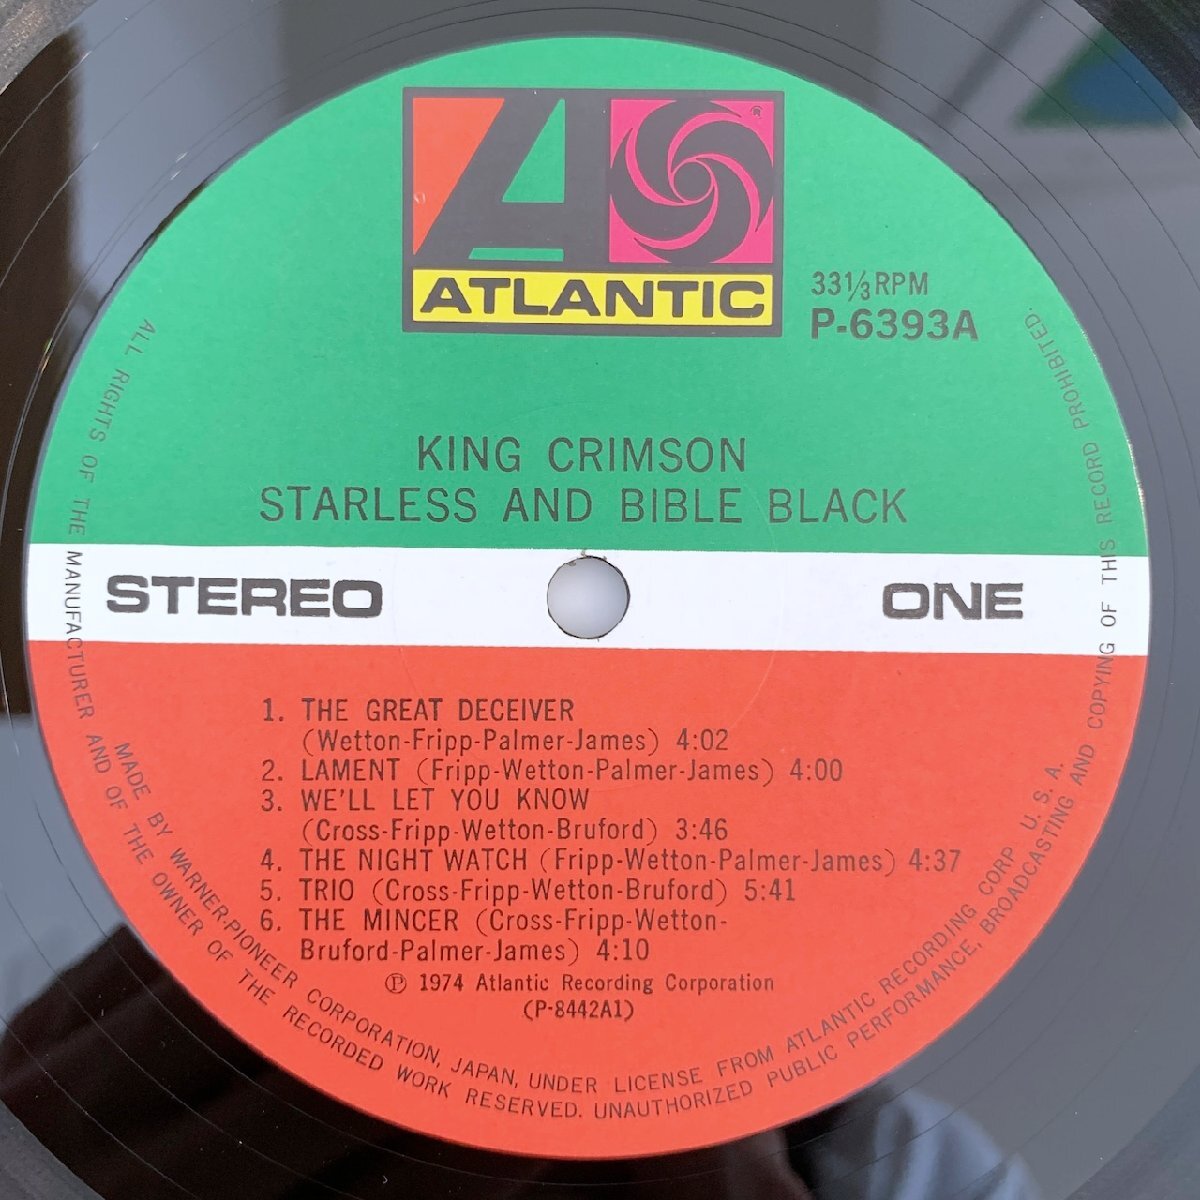 ®
ATLANTIC
33⅓RPM
P-6393A
KING CRIMSON
STARLESS AND BIBLE BLACK
STEREO
ONE
1. THE GREAT DECEIVER
(Wetton-Fripp-Palmer-James) 4:02
2. LAMENT (Fripp-Wetton-Palmer-James) 4:00
3. WE'LL LET YOU KNOW
(Cross-Fripp-Wetton-Bruford) 3:46
4. THE NIGHT WATCH (Fripp-Wetton-Palmer-James) 4:37
5. TRIO (Cross-Fripp-Wetton-Bruford) 5:41
6. THE MINCER (Cross-Fripp-Wetton-
Bruford-Palmer-James) 4:10
Ⓟ 1974 Atlantic Recording Corporation
(P-8442A1)
MADE BY WARNER-PIONEER CORPORATION, JAPAN, UNDER LICENSE FROM ATLANTIC RECORDING CORP U. S. A.
ALL RIGHTS OF THE MANUFACTURER AND OF THE OWNER OF THE RECORDED WORK RESERVED. UNAUTHORIZED PUBLIC PERFORMANCE, BROADCASTING AND COPYING OF THIS RECORD PROHIBITED.